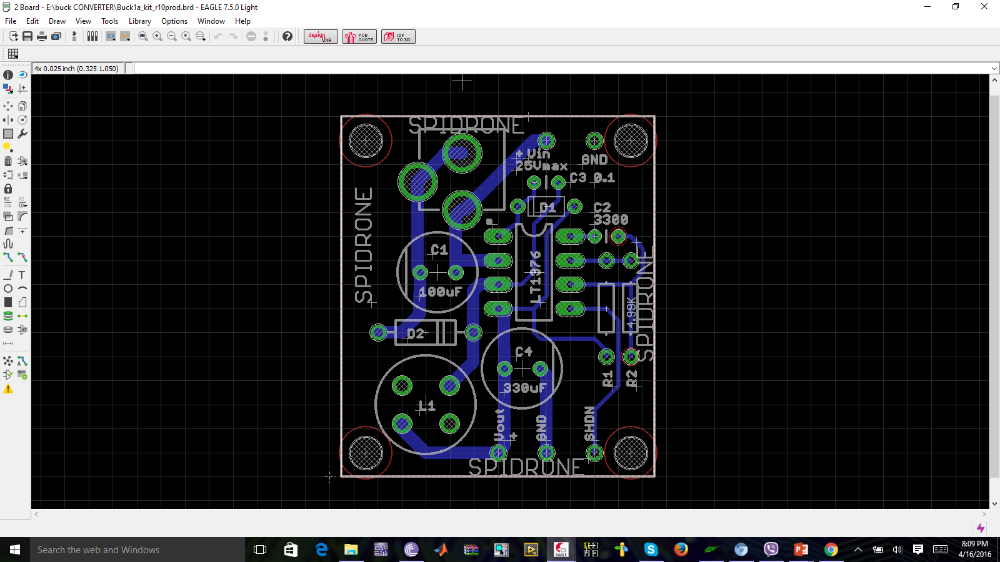 2 Board - E:\buck CONVERTER\Buck1a_kit_r10prod.brd - EAGLE 7.5.0 Light
File Edit Draw View Tools Library Options Window Help
design link
PCB QUOTE
IDF TO 3D
4x 0.025 inch (0.325 1.050)
SPIDRONE
+ Vin
25Vmax
GND
C3 0.1
D1
C2
3300
SPIDRONE
C1
100uF
LT1376
4.99K
SPIDRONE
D2
C4
330uF
R1
R2
L1
Vout
+
GND
SHDN
SPIDRONE
Search the web and Windows
8:09 PM
4/16/2016